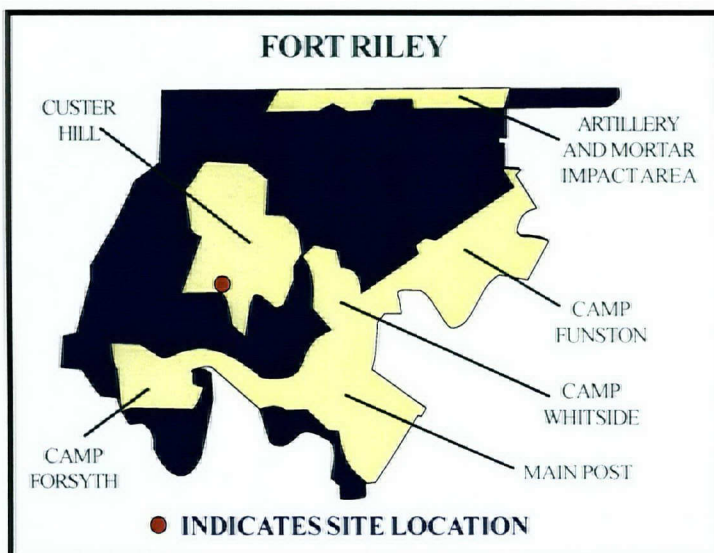 FORT RILEY
CUSTER
HILL
ARTILLERY
AND MORTAR
IMPACT AREA
CAMP
FUNSTON
CAMP
WHITSIDE
MAIN POST
CAMP
FORSYTH
INDICATES SITE LOCATION